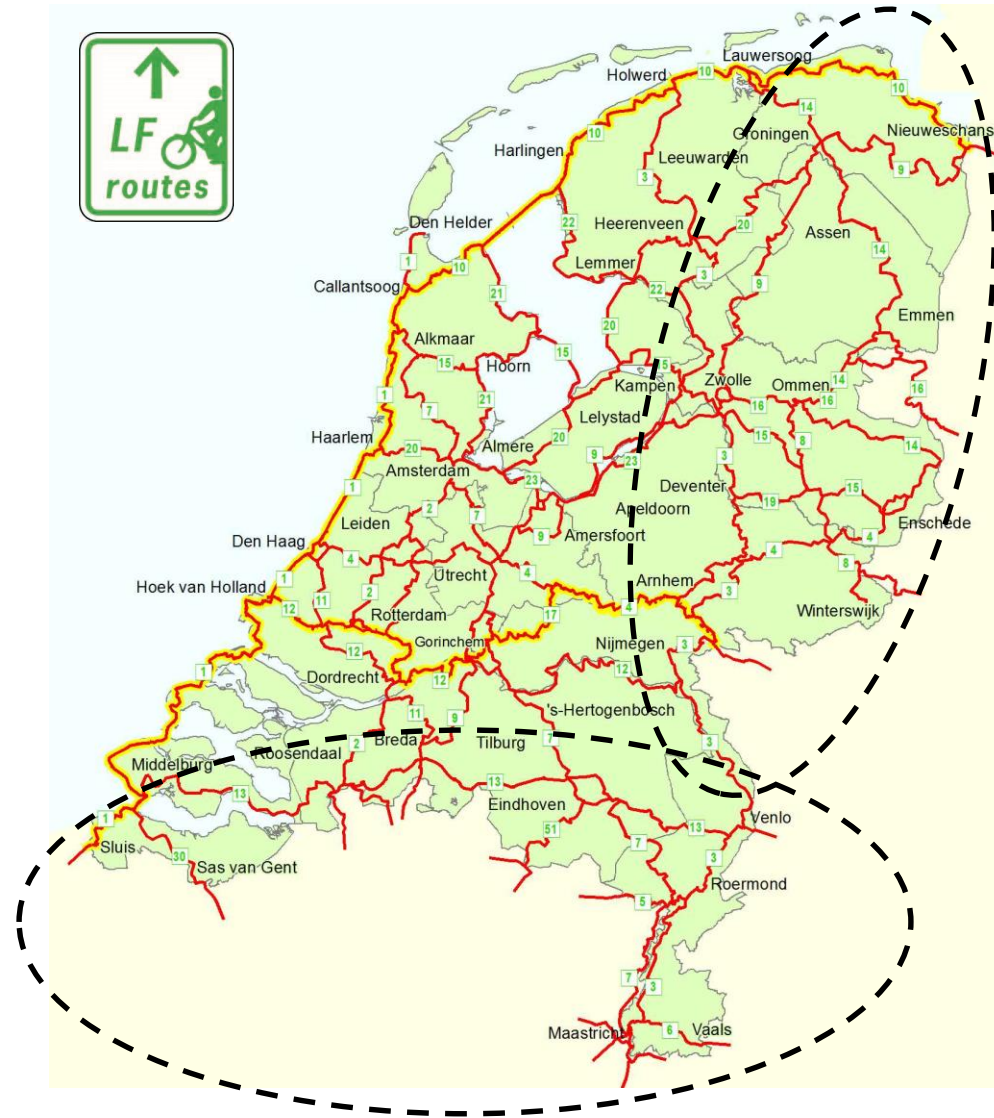 LF
routes
Lauwersoog
Holwerd
10
10
14
10
Groningen
Nieuweschans
Harlingen
Leeuwarden
3
9
Den Helder
22
Heerenveen
20
Assen
14
1
10
Lemmer
3
9
Callantsoog
21
22
Emmen
20
Alkmaar
15
Hoorn
15
15
Kampen
Zwolle
Ommen
14
16
1
21
7
Lelystad
16
16
Haarlem
20
Almere
20
15
8
14
Amsterdam
9
23
3
23
Deventer
15
1
Leiden
2
7
Apeldoorn
19
Enschede
9
Amersfoort
4
Den Haag
4
4
8
1
Utrecht
4
Arnhem
Hoek van Holland
11
2
3
12
Rotterdam
17
4
Winterswijk
Gorinchem
Nijmegen
3
12
12
1
Dordrecht
12
's-Hertogenbosch
11
9
Roosendaal
2
Breda
Tilburg
7
3
Middelburg
13
13
Eindhoven
1
51
13
Venlo
Sluis
30
7
3
Sas van Gent
Roermond
5
7
3
Maastricht
6
Vaals